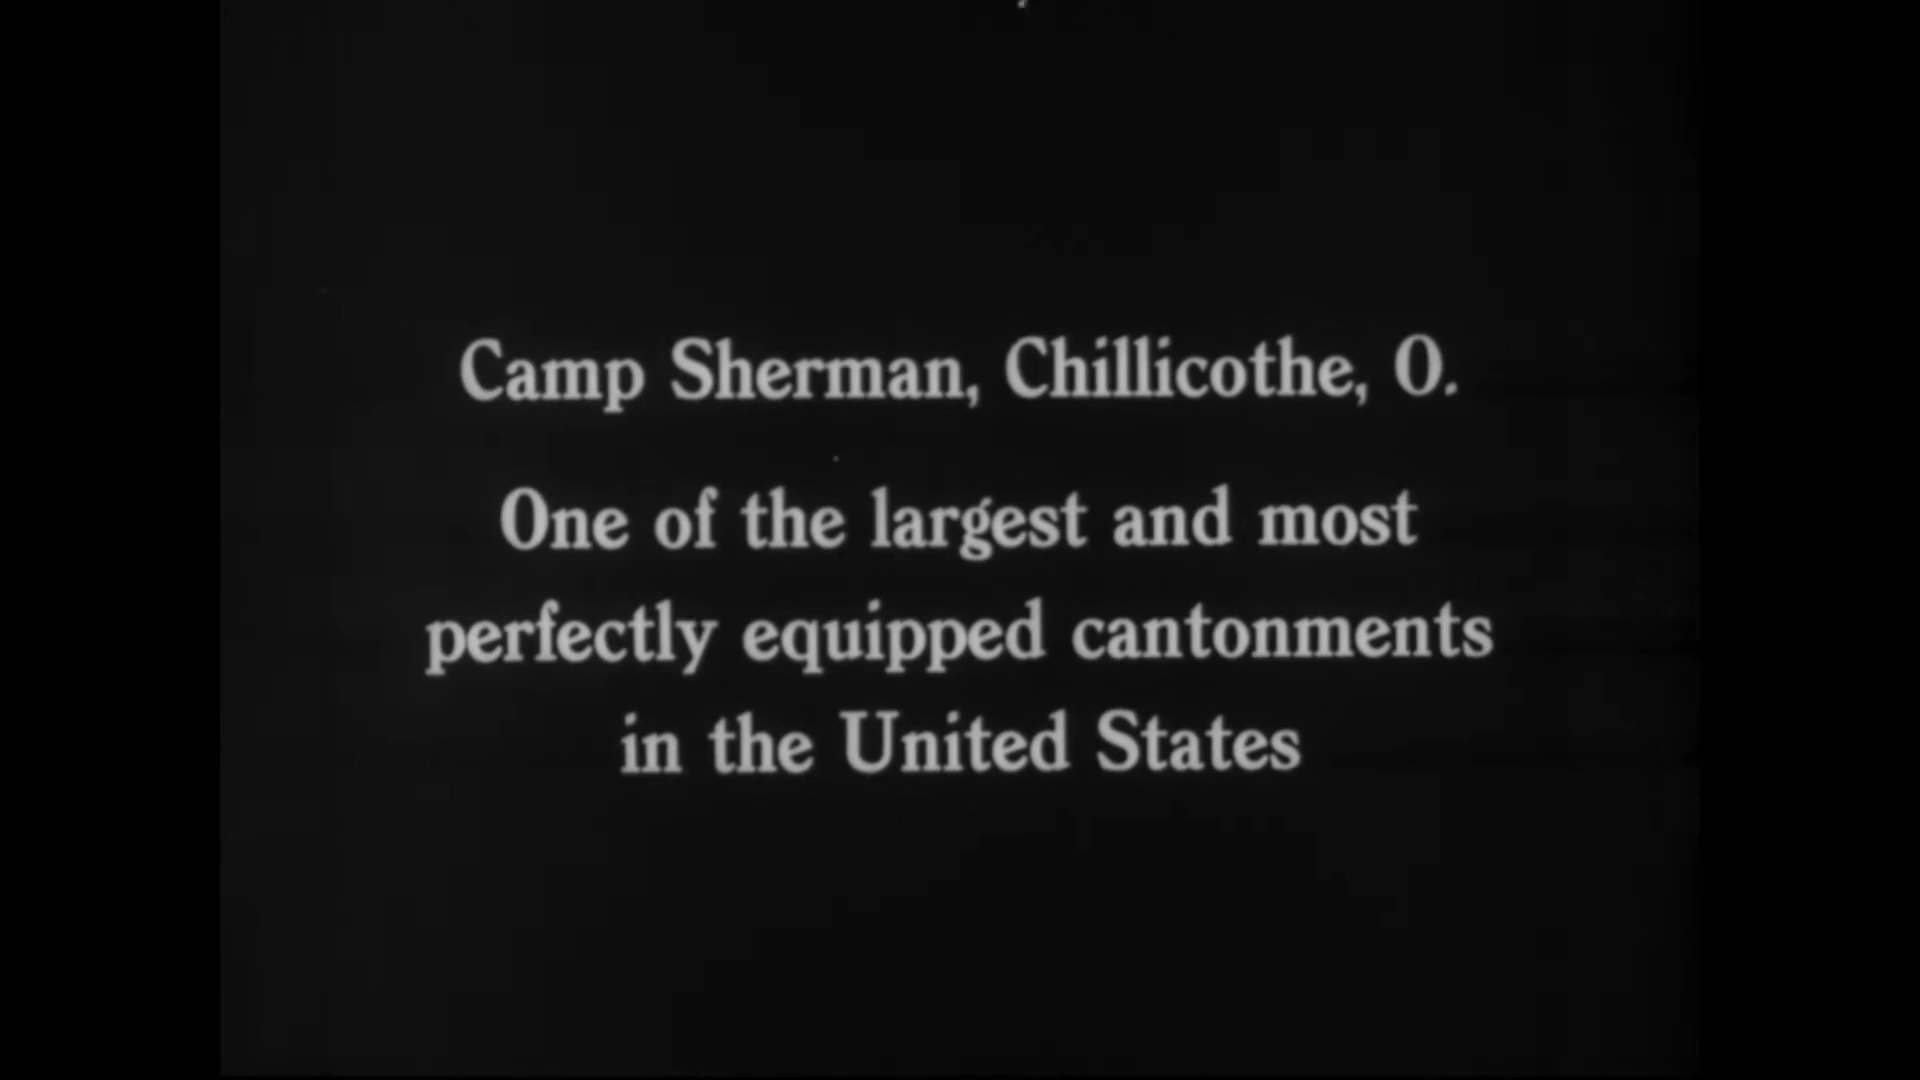 Camp Sherman, Chillicothe, O.
One of the largest and most
perfectly equipped cantonments
in the United States